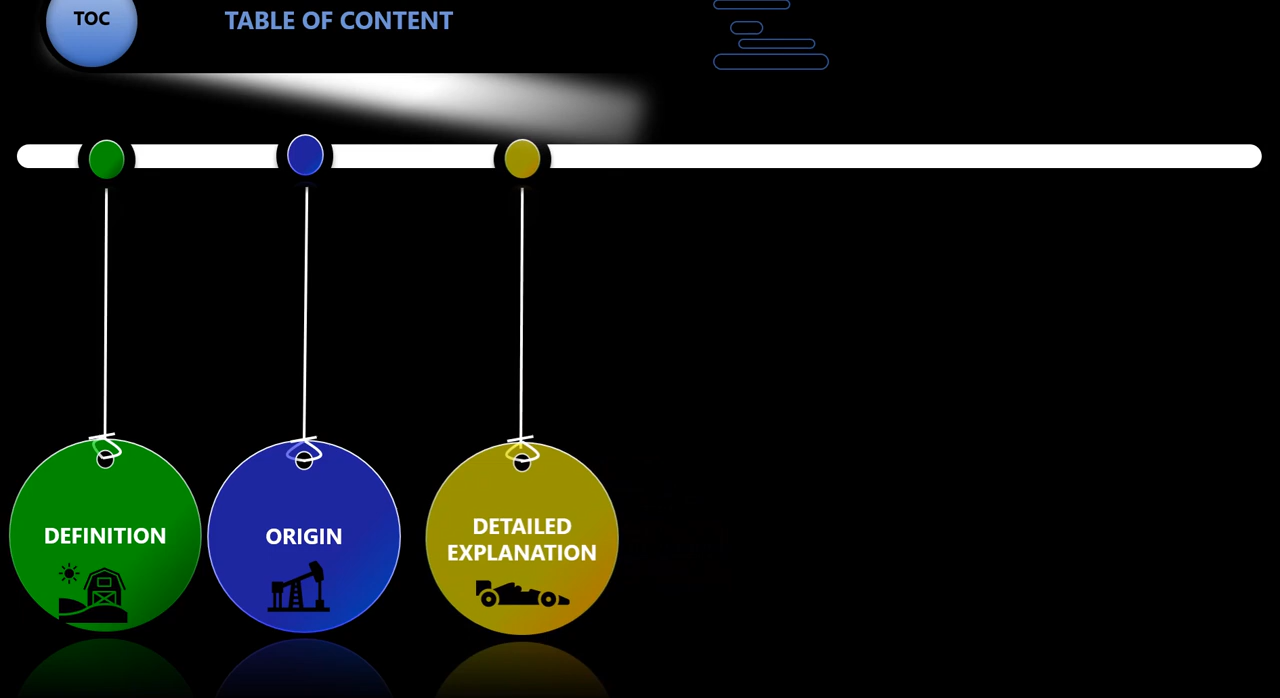 TOC
TABLE OF CONTENT
DEFINITION
ORIGIN
DETAILED
EXPLANATION